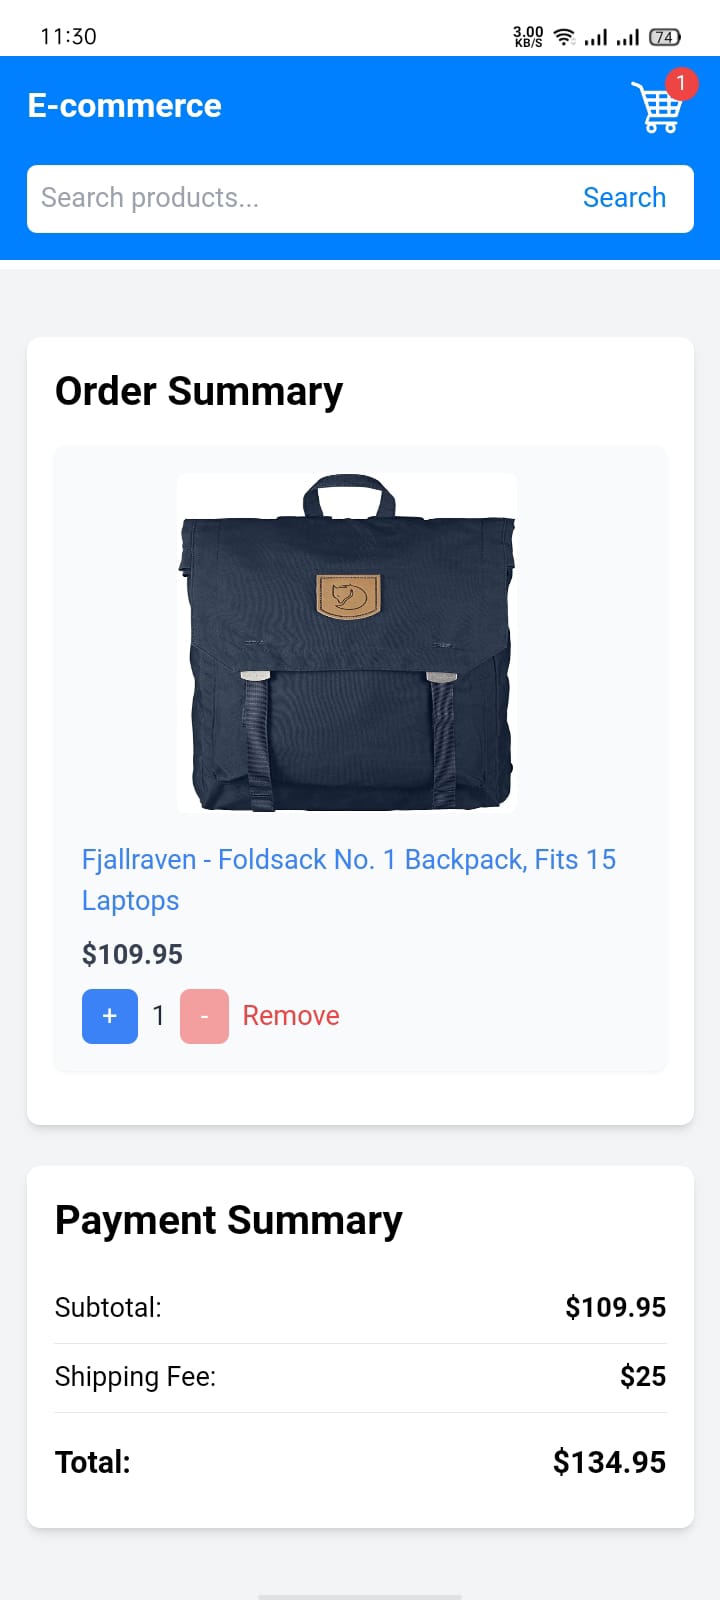 11:30
3.00
KB/S
74
E-commerce
1
Search products...
Search
Order Summary
Fjallraven - Foldsack No. 1 Backpack, Fits 15
Laptops
$109.95
+ 1 - Remove
Payment Summary
Subtotal: $109.95
Shipping Fee: $25
Total: $134.95